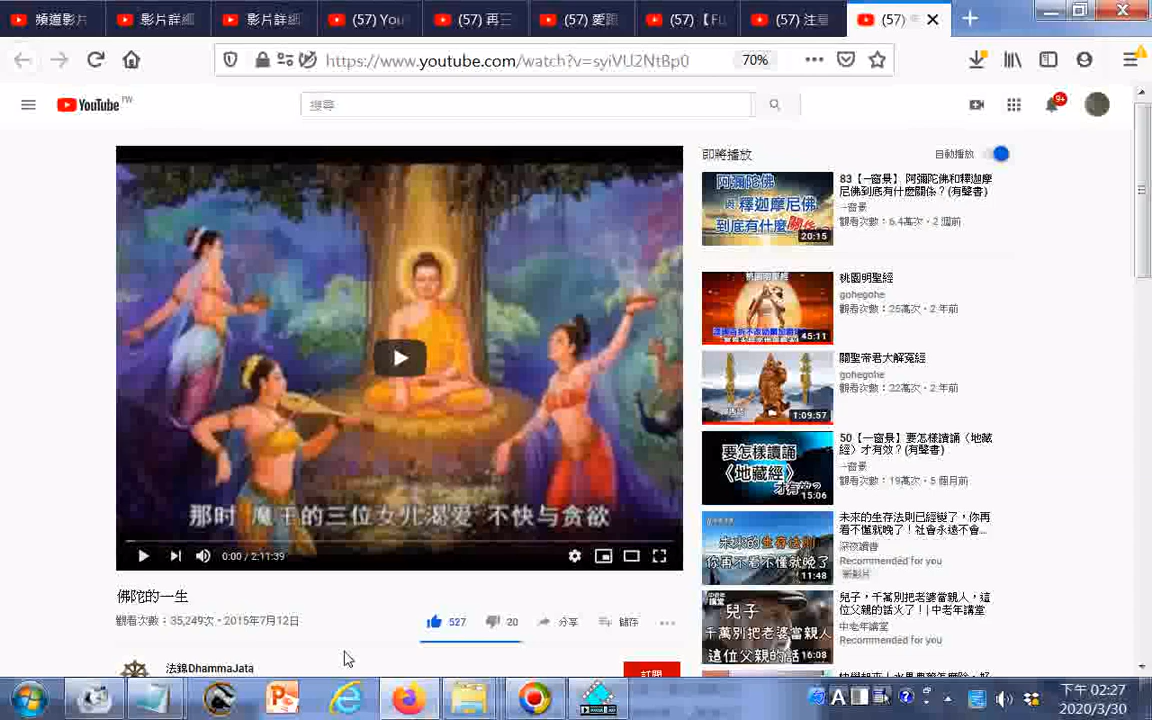 頻道影片
影片詳細
影片詳細
(57) You
(57) 再三
(57) 愛跟
(57) 【Fu
(57) 注意
(57)
https://www.youtube.com/watch?v=syiVU2NtBp0
70%
YouTube TW
搜尋
9+
即將播放
自動播放
阿彌陀佛
與釋迦摩尼佛
到底有什麼關係
20:15
83【一窗景】阿彌陀佛和釋迦摩
尼佛到底有什麼關係？(有聲書)
一窗景
觀看次數：6.4萬次・2 週前
45:11
桃園明聖經
gohegohe
觀看次數：25萬次・2 年前
1:09:57
關聖帝君大解冤經
gohegohe
觀看次數：22萬次・2 年前
要怎樣讀誦
《地藏經》
才有效？
15:06
50【一窗景】要怎樣讀誦〈地藏
經〉才有效？(有聲書)
一窗景
觀看次數：19萬次・5 個月前
未來的生存法則
你再不看不懂就晚了
11:48
未來的生存法則已經變了，你再
不看不懂就晚了！社會永遠不會...
深夜讀書
Recommended for you
新影片
兒子
千萬別把老婆當親人
這位父親的話
16:08
兒子，千萬別把老婆當親人，這
位父親的話火了！| 中老年講堂
中老年講堂
Recommended for you
那时 魔王的三位女儿渴爱 不快与贪欲
0:00 / 2:11:39
佛陀的一生
觀看次數：35,249次・2015年7月12日
527
20
分享
儲存
法錦DhammaJata
訂閱
下午 02:27
2020/3/30